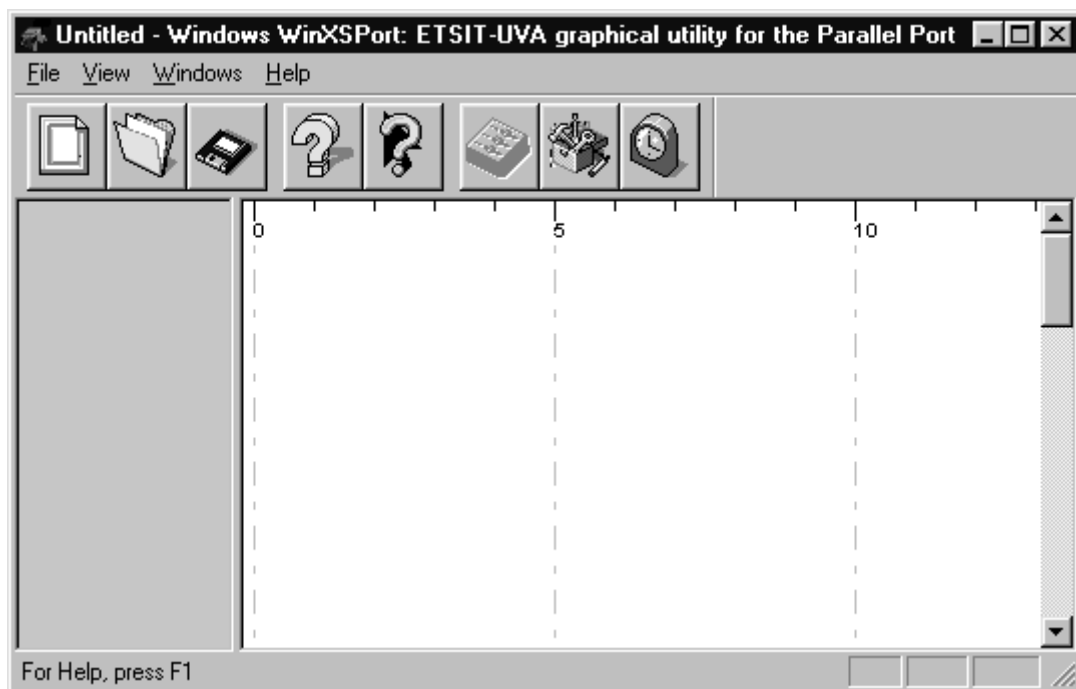 Untitled - Windows WinXSPort: ETSIT-UVA graphical utility for the Parallel Port
File View Windows Help
0 5 10
For Help, press F1